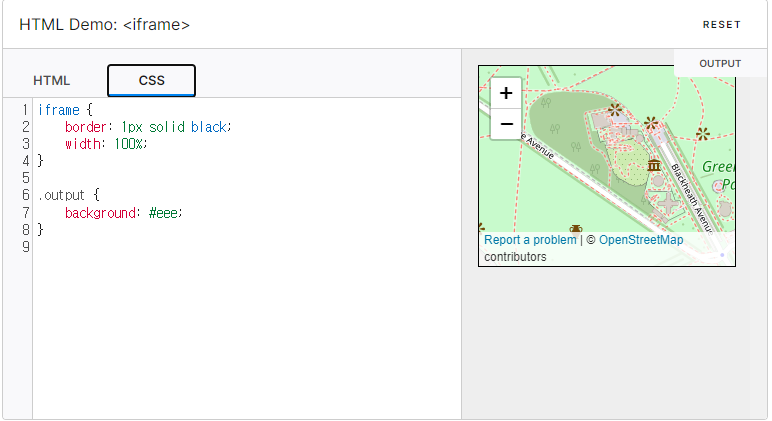 HTML Demo: <iframe>
RESET
HTML
CSS
OUTPUT
1 iframe {
2 border: 1px solid black;
3 width: 100%;
4 }
5
6 .output {
7 background: #eee;
8 }
9
+
−
e Avenue
Blackheath Avenue
Green
Po
Report a problem | © OpenStreetMap
contributors